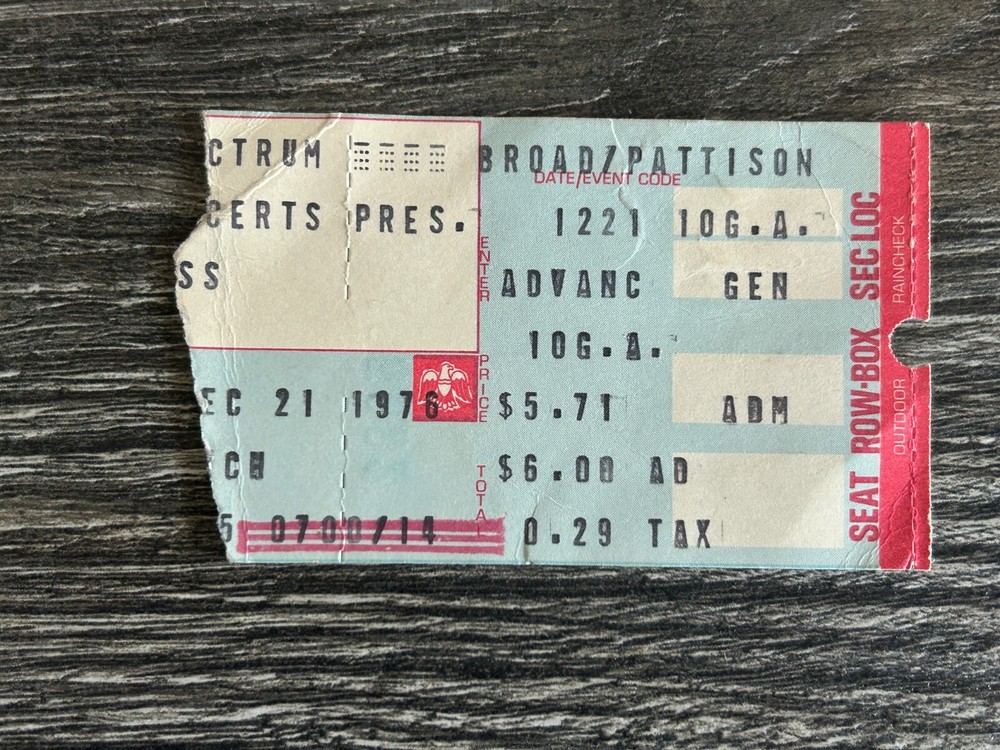 CTRUM BROAD/PATTISON
DATE/EVENT CODE
CERTS PRES. 1221 10G.A.
SS ENTER ADVANC GEN
10G.A.
EC 21 1976 PRICE $5.71 ADM
CH $6.00 AD
5 0700/14 TOTAL 0.29 TAX
SEAT ROW-BOX SEC LOC
OUTDOOR RAINCHECK